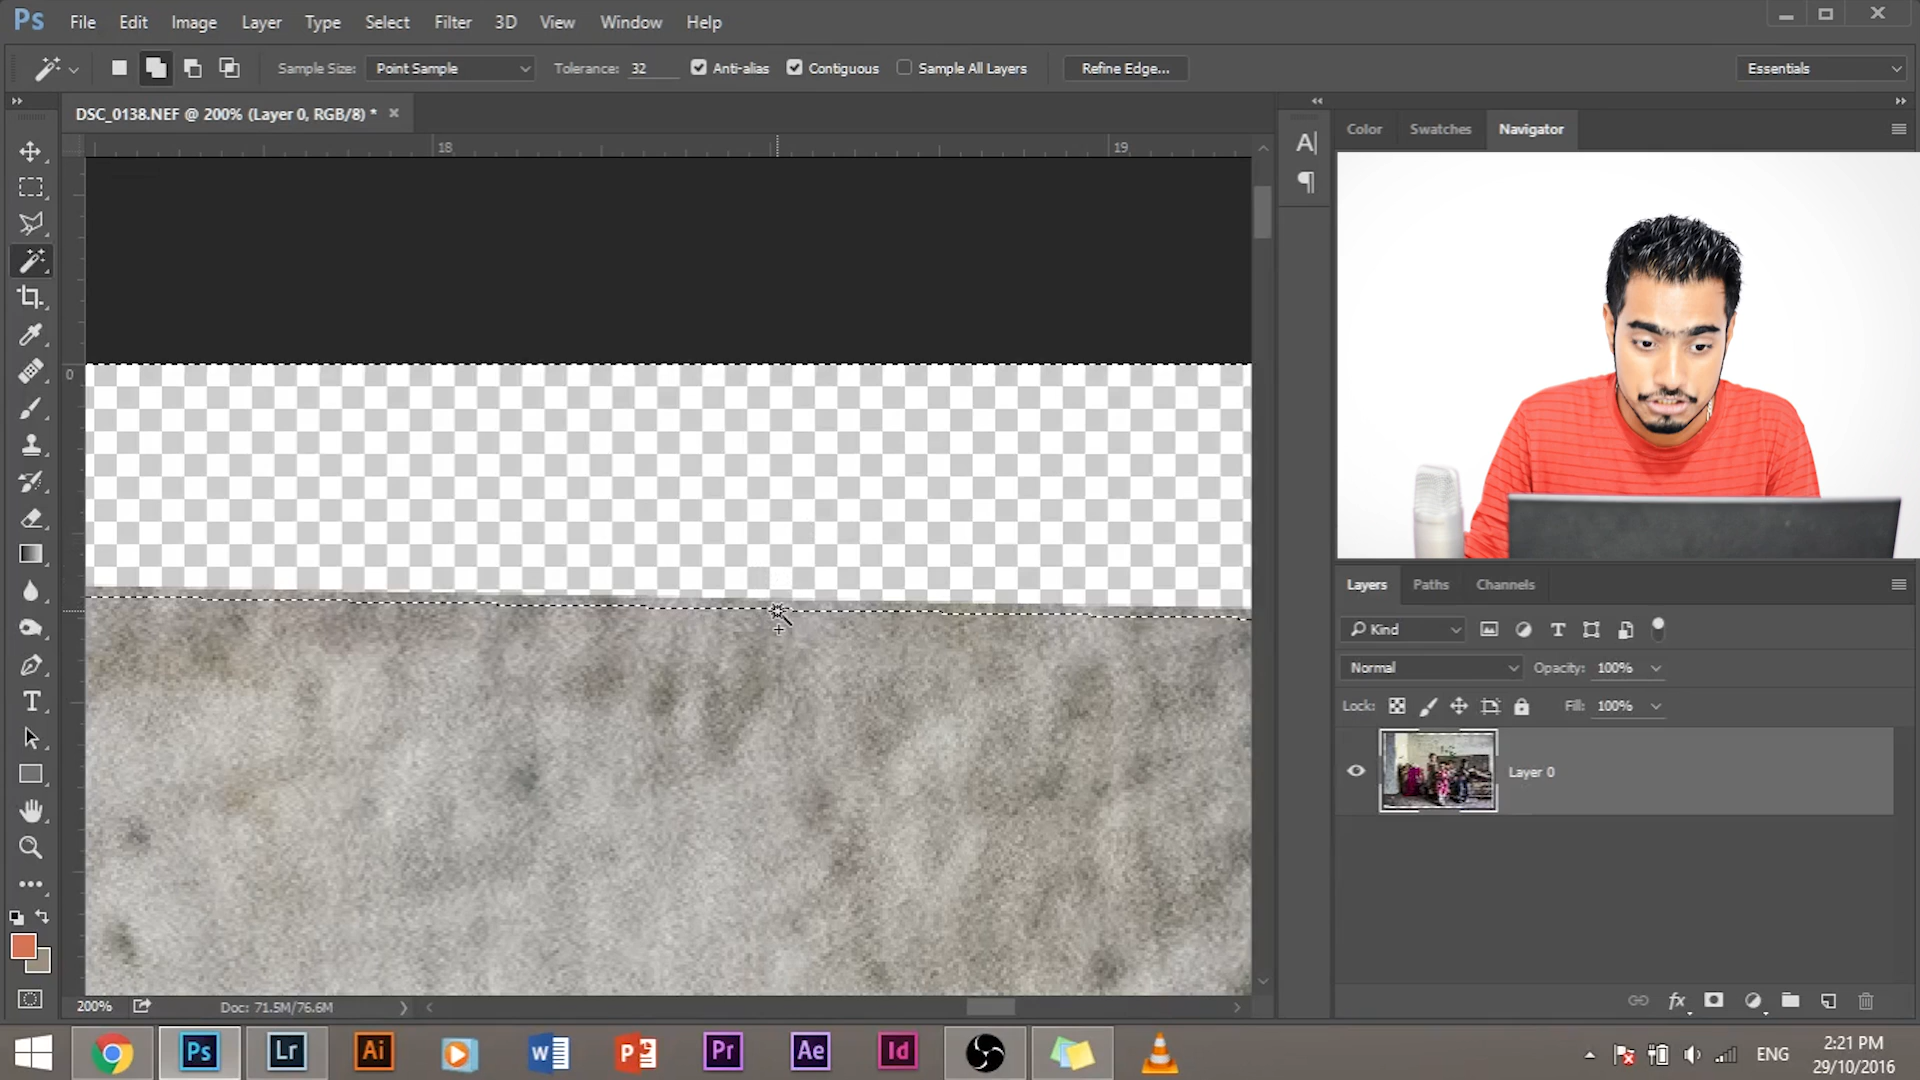 Ps File Edit Image Layer Type Select Filter 3D View Window Help
Sample Size: Point Sample Tolerance: 32 Anti-alias Contiguous Sample All Layers Refine Edge... Essentials
DSC_0138.NEF @ 200% (Layer 0, RGB/8) * ×
18 19
0
Color Swatches Navigator
Layers Paths Channels
Kind
Normal Opacity: 100%
Lock: Fill: 100%
Layer 0
fx
200% Doc: 71.5M/76.6M
Ps Lr Ai W P Pr Ae Id
ENG
2:21 PM
29/10/2016